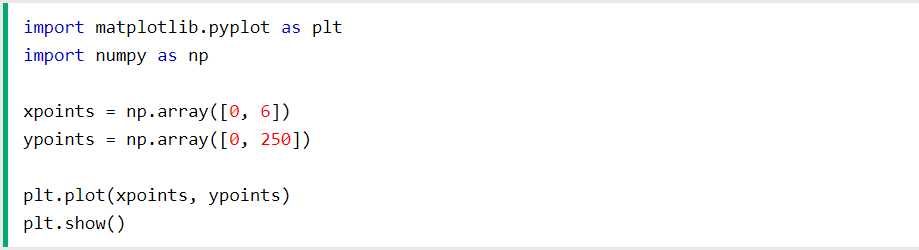 import matplotlib.pyplot as plt
import numpy as np
xpoints = np.array([0, 6])
ypoints = np.array([0, 250])
plt.plot(xpoints, ypoints)
plt.show()